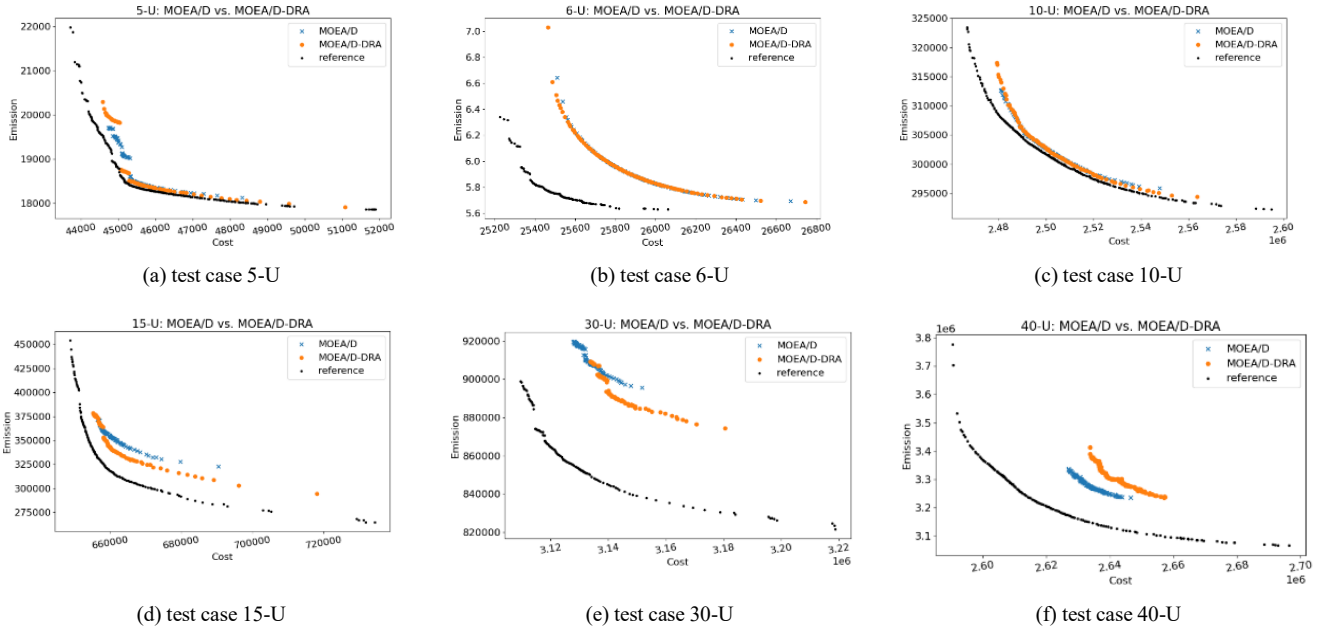 5-U: MOEA/D vs. MOEA/D-DRA
22000
21000
20000
19000
18000
Emission
MOEA/D
MOEA/D-DRA
reference
44000 45000 46000 47000 48000 49000 50000 51000 52000
Cost
(a) test case 5-U
6-U: MOEA/D vs. MOEA/D-DRA
7.0
6.8
6.6
6.4
6.2
6.0
5.8
5.6
Emission
MOEA/D
MOEA/D-DRA
reference
25200 25400 25600 25800 26000 26200 26400 26600 26800
Cost
(b) test case 6-U
10-U: MOEA/D vs. MOEA/D-DRA
325000
320000
315000
310000
305000
300000
295000
Emission
MOEA/D
MOEA/D-DRA
reference
2.48 2.50 2.52 2.54 2.56 2.58 2.60
1e6
Cost
(c) test case 10-U
15-U: MOEA/D vs. MOEA/D-DRA
450000
425000
400000
375000
350000
325000
300000
275000
Emission
MOEA/D
MOEA/D-DRA
reference
660000 680000 700000 720000
Cost
(d) test case 15-U
30-U: MOEA/D vs. MOEA/D-DRA
920000
900000
880000
860000
840000
820000
Emission
MOEA/D
MOEA/D-DRA
reference
3.12 3.14 3.16 3.18 3.20 3.22
1e6
Cost
(e) test case 30-U
40-U: MOEA/D vs. MOEA/D-DRA
1e6
3.8
3.7
3.6
3.5
3.4
3.3
3.2
3.1
Emission
MOEA/D
MOEA/D-DRA
reference
2.60 2.62 2.64 2.66 2.68 2.70
1e6
Cost
(f) test case 40-U